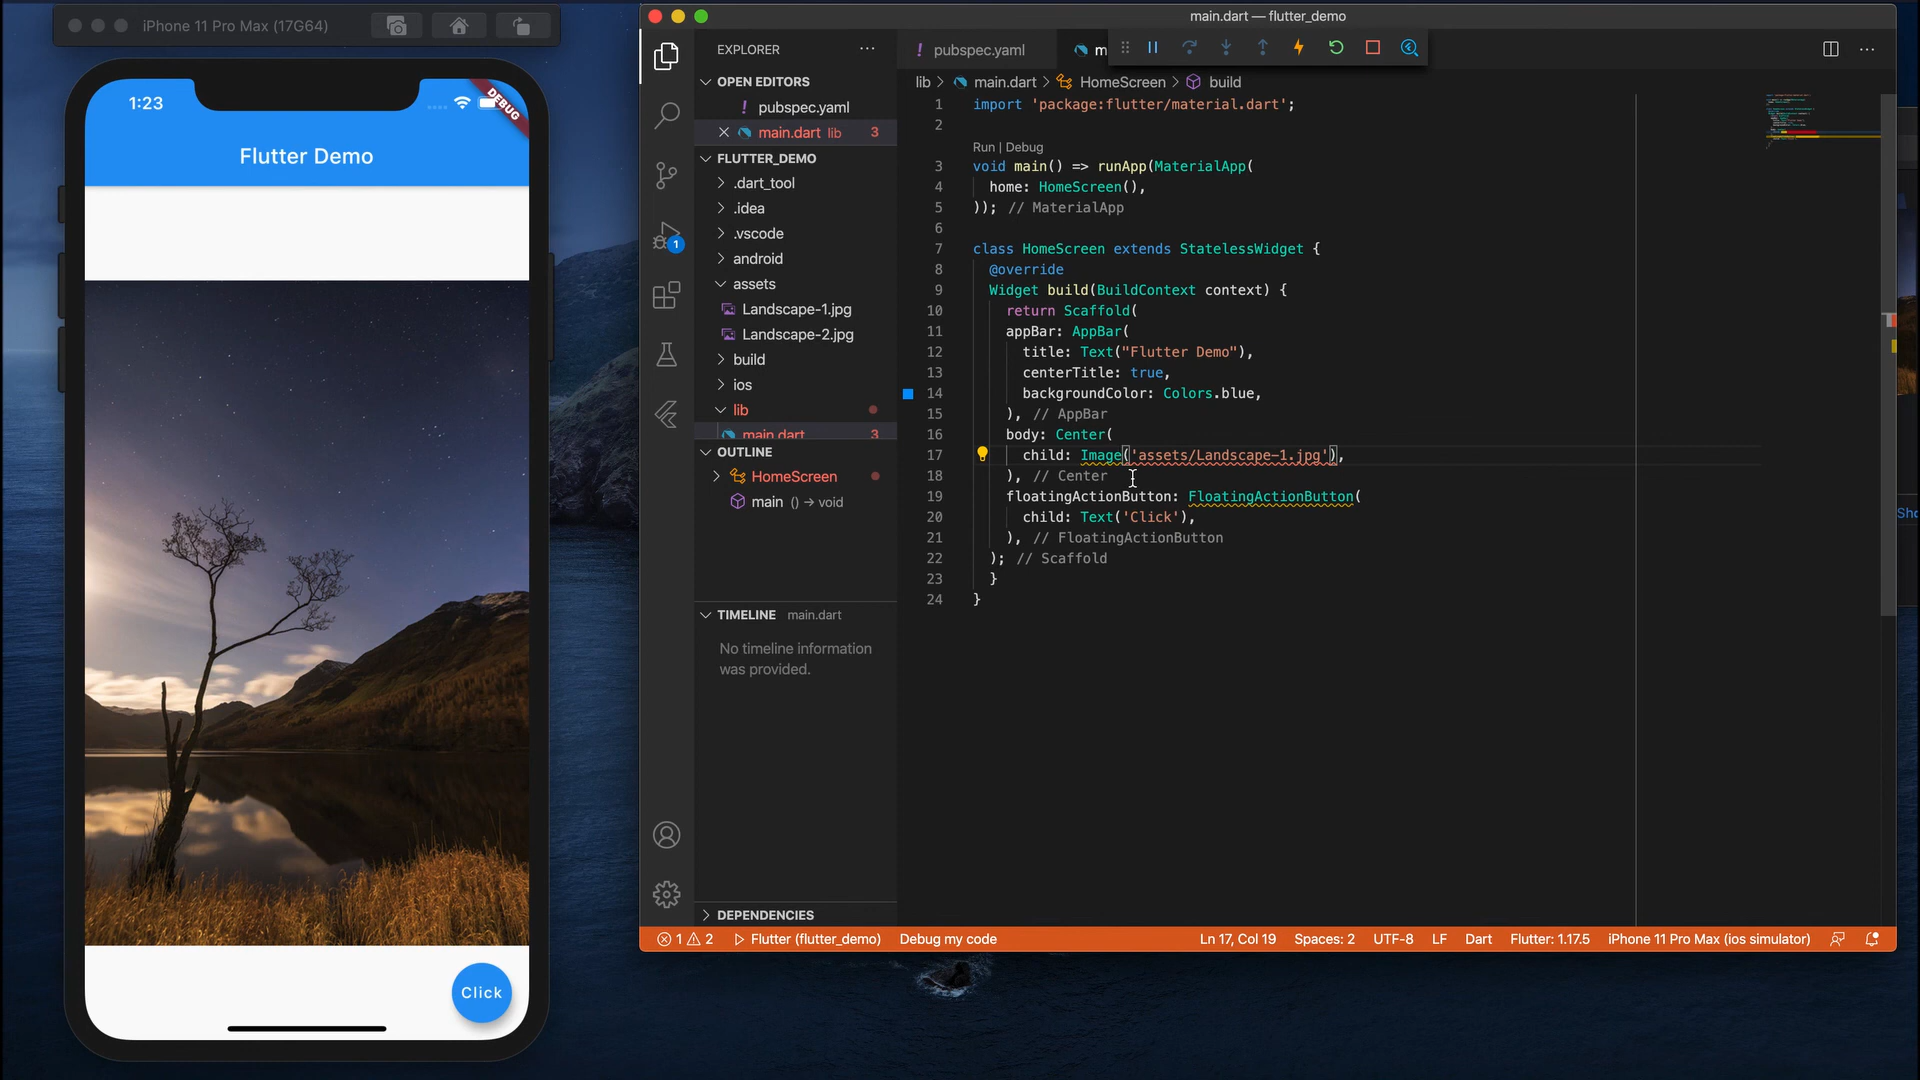 iPhone 11 Pro Max (17G64)
1:23
DEBUG
Flutter Demo
Click
main.dart — flutter_demo
EXPLORER
OPEN EDITORS
! pubspec.yaml
main.dart lib 3
FLUTTER_DEMO
.dart_tool
.idea
.vscode
android
assets
Landscape-1.jpg
Landscape-2.jpg
build
ios
lib
main.dart 3
OUTLINE
HomeScreen
main () → void
TIMELINE main.dart
No timeline information
was provided.
DEPENDENCIES
1
! pubspec.yaml
m
lib > main.dart > HomeScreen > build
1 import 'package:flutter/material.dart';
2
Run | Debug
3 void main() => runApp(MaterialApp(
4 home: HomeScreen(),
5 )); // MaterialApp
6
7 class HomeScreen extends StatelessWidget {
8 @override
9 Widget build(BuildContext context) {
10 return Scaffold(
11 appBar: AppBar(
12 title: Text("Flutter Demo"),
13 centerTitle: true,
14 backgroundColor: Colors.blue,
15 ), // AppBar
16 body: Center(
17 child: Image('assets/Landscape-1.jpg'),
18 ), // Center
19 floatingActionButton: FloatingActionButton(
20 child: Text('Click'),
21 ), // FloatingActionButton
22 ); // Scaffold
23 }
24 }
Sho
1 2 Flutter (flutter_demo) Debug my code Ln 17, Col 19 Spaces: 2 UTF-8 LF Dart Flutter: 1.17.5 iPhone 11 Pro Max (ios simulator)